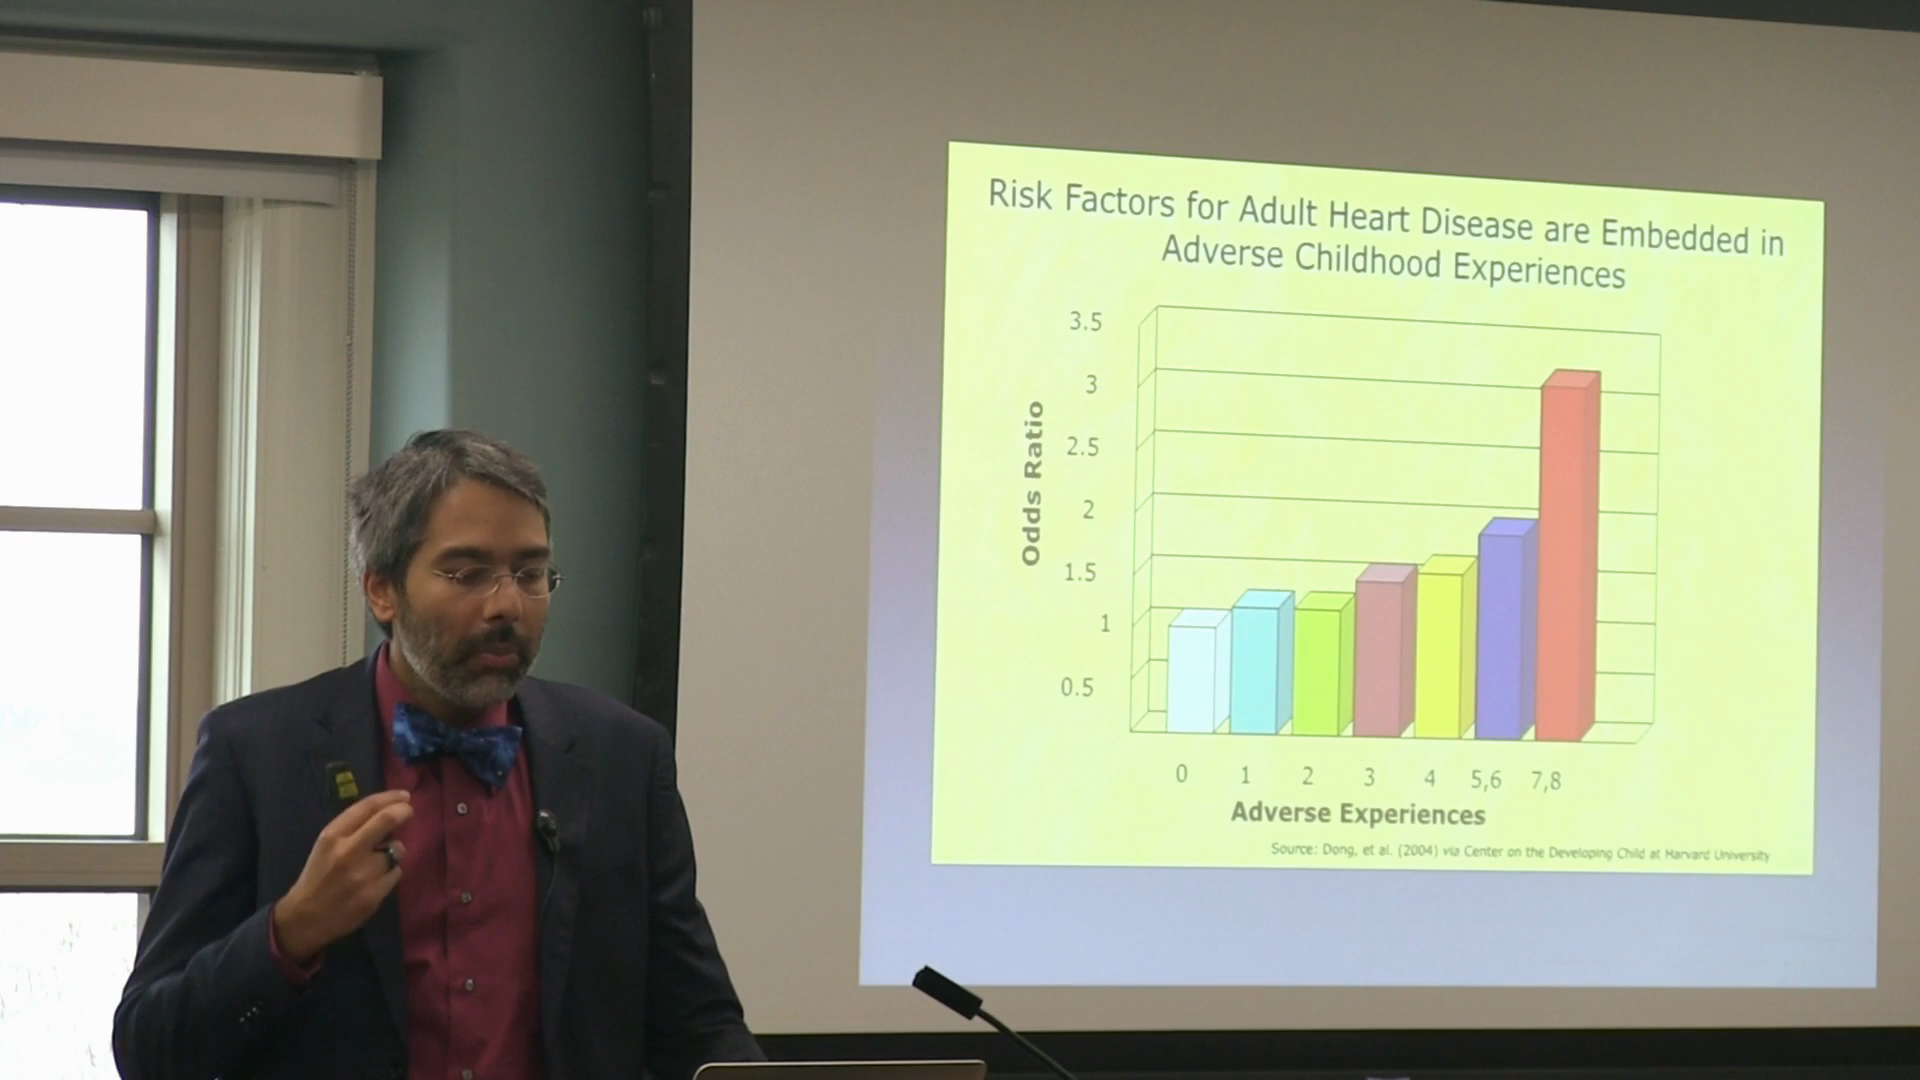 Risk Factors for Adult Heart Disease are Embedded in
Adverse Childhood Experiences
3.5
3
2.5
2
1.5
1
0.5
Odds Ratio
0 1 2 3 4 5,6 7,8
Adverse Experiences
Source: Dong, et al. (2004) via Center on the Developing Child at Harvard University